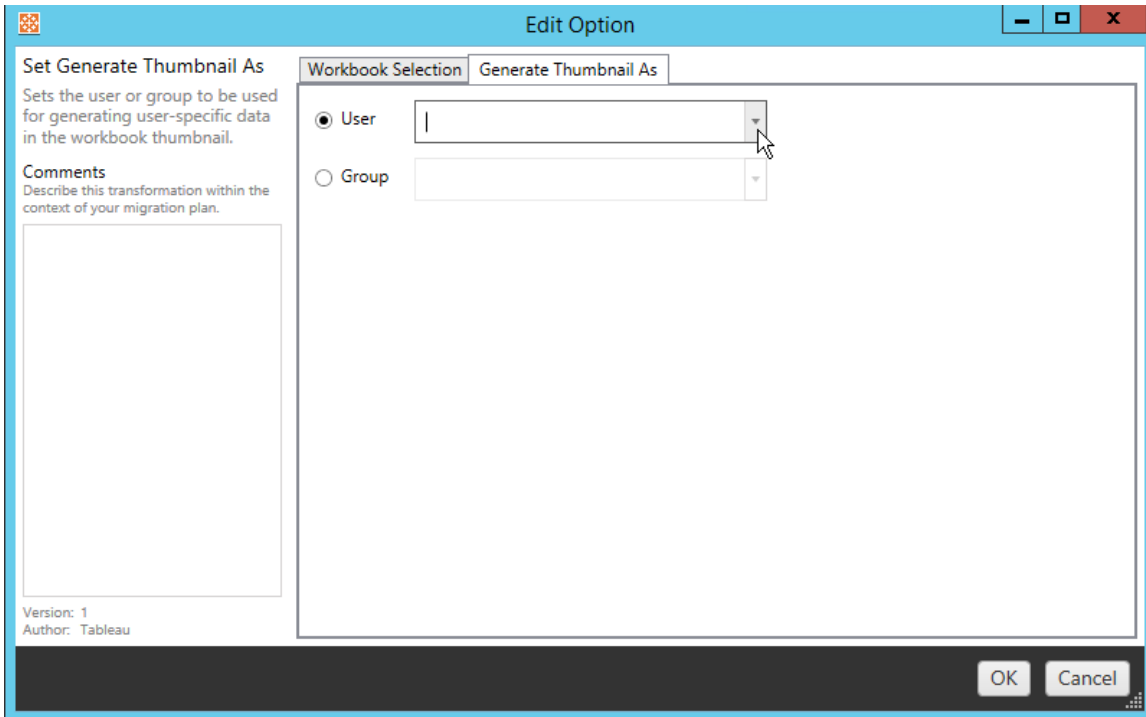 Edit Option
X
Set Generate Thumbnail As
Sets the user or group to be used
for generating user-specific data
in the workbook thumbnail.
Comments
Describe this transformation within the
context of your migration plan.
Version: 1
Author: Tableau
Workbook Selection
Generate Thumbnail As
User
Group
OK
Cancel